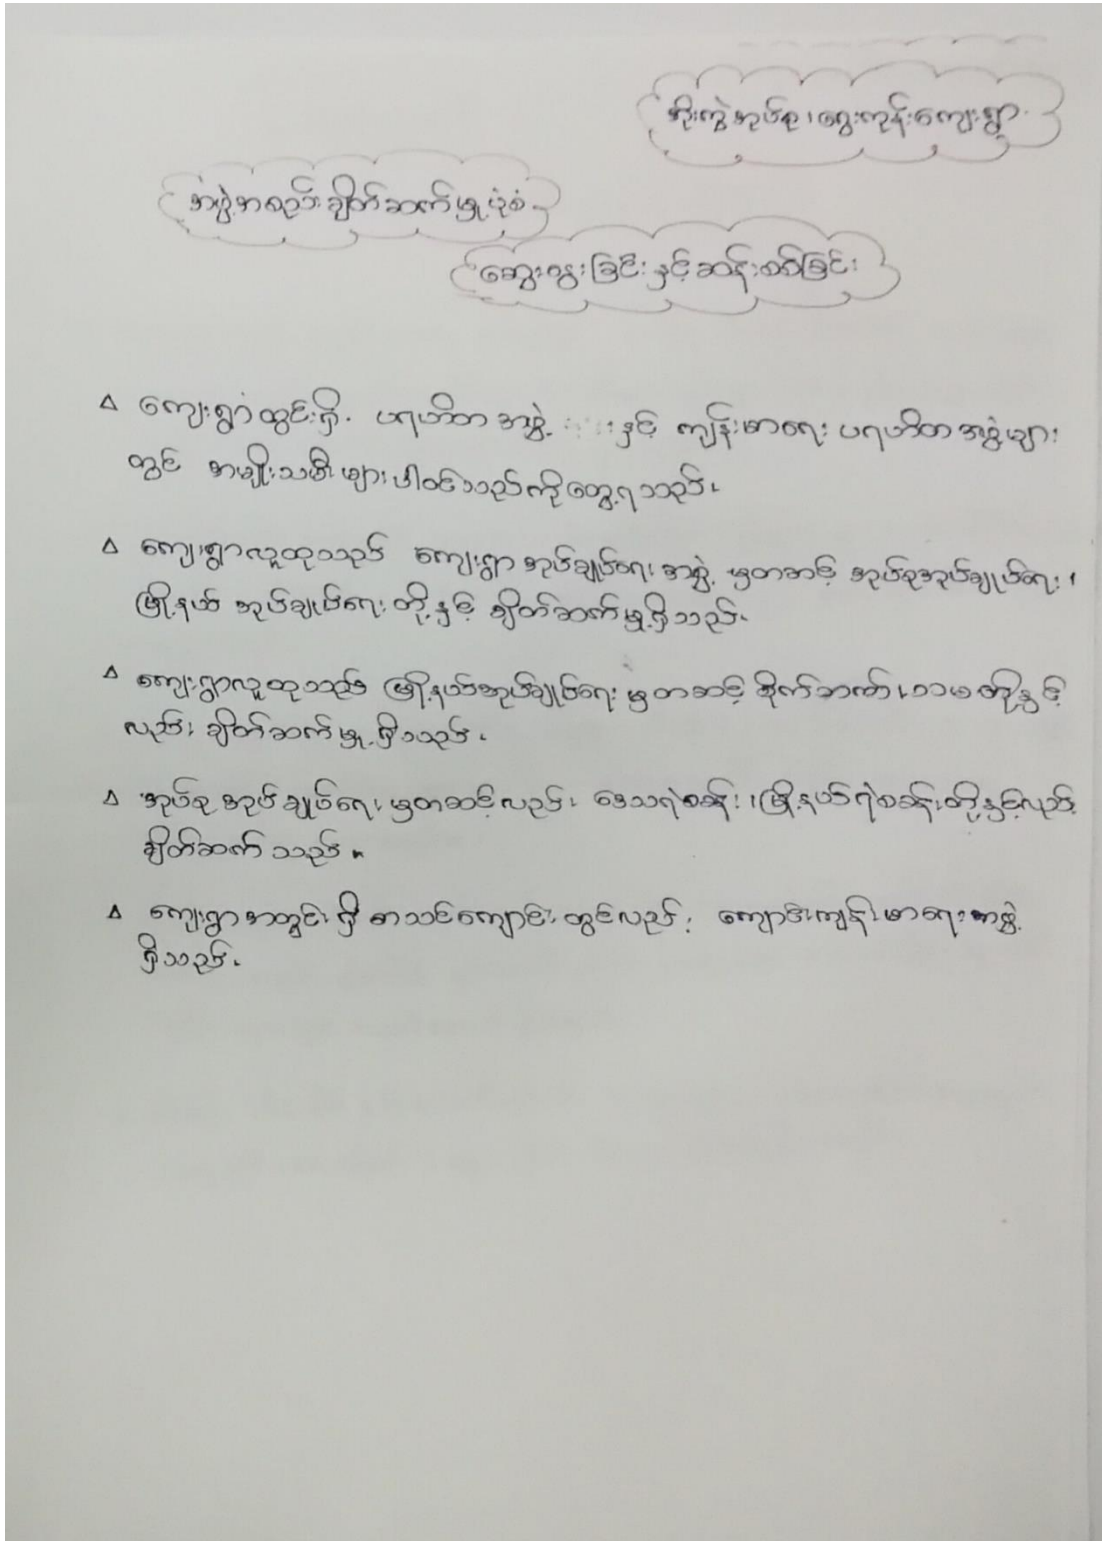 အိုးကွဲအုပ်စု၊ ရွေးကုန်းကျေးရွာ
အဖွဲ့အစည်းချိတ်ဆက်မှုပုံစံ
ဆွေးနွေးခြင်းနှင့်ဆန်းစစ်ခြင်း
Δ ကျေးရွာတွင်းရှိ ပရဟိတအဖွဲ့ နှင့် ကျန်းမာရေး ပရဟိတအဖွဲ့များ
တွင် အမျိုးသမီးများပါဝင်သည်ကိုတွေ့ရသည်။
Δ ကျေးရွာလူထုသည် ကျေးရွာအုပ်ချုပ်ရေးအဖွဲ့ မှတဆင့် အုပ်စုအုပ်ချုပ်ရေး၊
မြို့နယ် အုပ်ချုပ်ရေးတို့နှင့် ချိတ်ဆက်မှုရှိသည်။
Δ ကျေးရွာလူထုသည် မြို့နယ်အုပ်ချုပ်ရေးမှတဆင့် စိုက်ဘဏ်၊ သမတို့နှင့်
လည်း ချိတ်ဆက်မှုရှိသည်။
Δ အုပ်စုအုပ်ချုပ်ရေးမှတဆင့်လည်း ဒေသရဲစခန်း၊ မြို့နယ်ရဲစခန်းတို့နှင့်လည်း
ချိတ်ဆက်သည်။
Δ ကျေးရွာအတွင်းရှိ စာသင်ကျောင်းတွင်လည်း ကျောင်းကျန်းမာရေးအဖွဲ့
ရှိသည်။